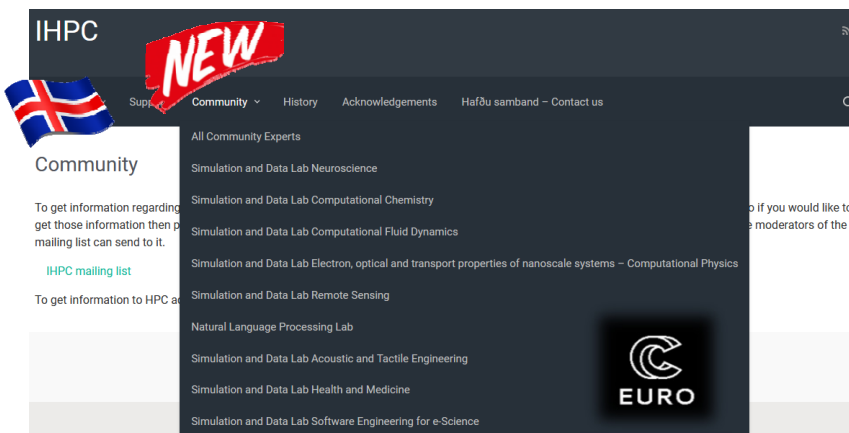 IHPC
NEW
Community
History
Acknowledgements
Hafðu samband – Contact us
All Community Experts
Simulation and Data Lab Neuroscience
Community
Simulation and Data Lab Computational Chemistry
To get information regarding
o if you would like to
get those information then p
Simulation and Data Lab Computational Fluid Dynamics
e moderators of the
mailing list can send to it.
Simulation and Data Lab Electron, optical and transport properties of nanoscale systems – Computational Physics
IHPC mailing list
To get information to HPC ac
Simulation and Data Lab Remote Sensing
Natural Language Processing Lab
Simulation and Data Lab Acoustic and Tactile Engineering
Simulation and Data Lab Health and Medicine
EURO
Simulation and Data Lab Software Engineering for e-Science